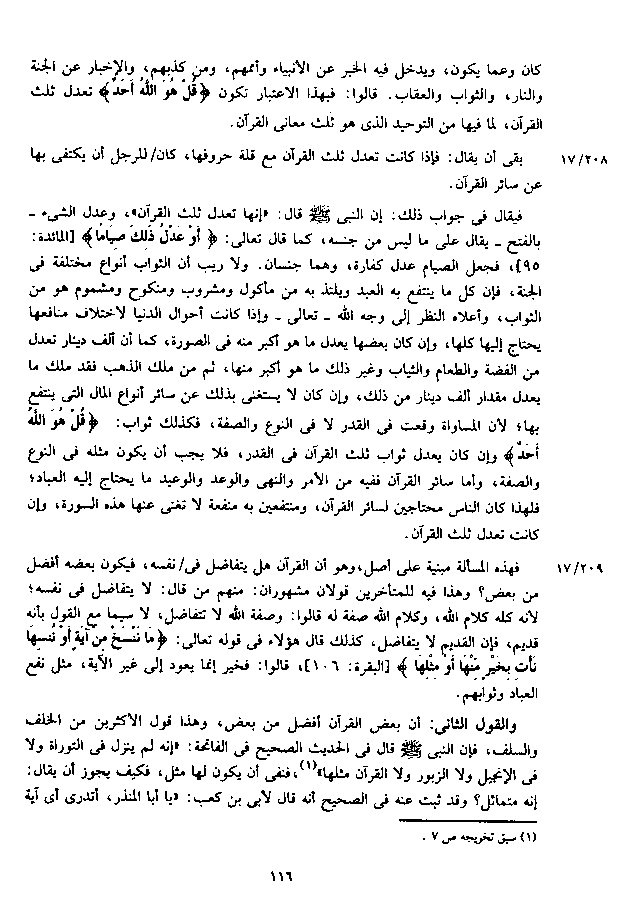 كان وعما يكون، ويدخل فيه الخبر عن الأنبياء وأممهم، ومن كذبهم، والإخبار عن الجنة
والنار، والثواب والعقاب. قالوا: فبهذا الاعتبار تكون ﴿قُلْ هُوَ اللَّهُ أَحَدٌ﴾ تعدل ثلث
القرآن، لما فيها من التوحيد الذى هو ثلث معانى القرآن.
١٧/٢٠٨ بقى أن يقال: فإذا كانت تعدل ثلث القرآن مع قلة حروفها، كان/للرجل أن يكتفى بها
عن سائر القرآن.
فيقال فى جواب ذلك: إن النبى ﷺ قال: «إنها تعدل ثلث القرآن»، وعدل الشىء ـ
بالفتح ـ يقال على ما ليس من جنسه، كما قال تعالى: ﴿أَوْ عَدْلُ ذَٰلِكَ صِيَامًا﴾ [المائدة:
٩٥]، فجعل الصيام عدل كفارة، وهما جنسان. ولا ريب أن الثواب أنواع مختلفة فى
الجنة، فإن كل ما ينتفع به العبد ويلتذ به من مأكول ومشروب ومنكوح ومشموم هو من
الثواب، وأعلاه النظر إلى وجه الله ـ تعالى ـ وإذا كانت أحوال الدنيا لاختلاف منافعها
يحتاج إليها كلها، وإن كان بعضها يعدل ما هو أكبر منه فى الصورة، كما أن ألف دينار تعدل
من الفضة والطعام والثياب وغير ذلك ما هو أكبر منها، ثم من ملك الذهب فقد ملك ما
يعدل مقدار ألف دينار من ذلك، وإن كان لا يستغنى بذلك عن سائر أنواع المال التى ينتفع
بها؛ لأن المساواة وقعت فى القدر لا فى النوع والصفة، فكذلك ثواب: ﴿قُلْ هُوَ اللَّهُ
أَحَدٌ﴾ وإن كان يعدل ثواب ثلث القرآن فى القدر، فلا يجب أن يكون مثله فى النوع
والصفة، وأما سائر القرآن ففيه من الأمر والنهى والوعد والوعيد ما يحتاج إليه العباد؛
فلهذا كان الناس محتاجين لسائر القرآن، ومنتفعين به منفعة لا تغنى عنها هذه السورة، وإن
كانت تعدل ثلث القرآن.
١٧/٢٠٩ فهذه المسألة مبنية على أصل،وهو أن القرآن هل يتفاضل فى/نفسه، فيكون بعضه أفضل
من بعض؟ وهذا فيه للمتأخرين قولان مشهوران: منهم من قال: لا يتفاضل فى نفسه؛
لأنه كله كلام الله، وكلام الله صفة له قالوا: وصفة الله لا تتفاضل، لا سيما مع القول بأنه
قديم، فإن القديم لا يتفاضل، كذلك قال هؤلاء فى قوله تعالى: ﴿مَا نَنسَخْ مِنْ آيَةٍ أَوْ نُنسِهَا
نَأْتِ بِخَيْرٍ مِّنْهَا أَوْ مِثْلِهَا﴾ [البقرة: ١٠٦]، قالوا: فخير إنما يعود إلى غير الآية، مثل نفع
العباد وثوابهم.
والقول الثانى: أن بعض القرآن أفضل من بعض، وهذا قول الأكثرين من الخلف
والسلف، فإن النبى ﷺ قال فى الحديث الصحيح فى الفاتحة: «إنه لم ينزل فى التوراة ولا
فى الإنجيل ولا الزبور ولا القرآن مثلها»(١)،فنفى أن يكون لها مثل، فكيف يجوز أن يقال:
إنه متماثل؟ وقد ثبت عنه فى الصحيح أنه قال لأبى بن كعب: «يا أبا المنذر، أتدرى أى آية
(١) سبق تخريجه ص ٧ .
١١٦